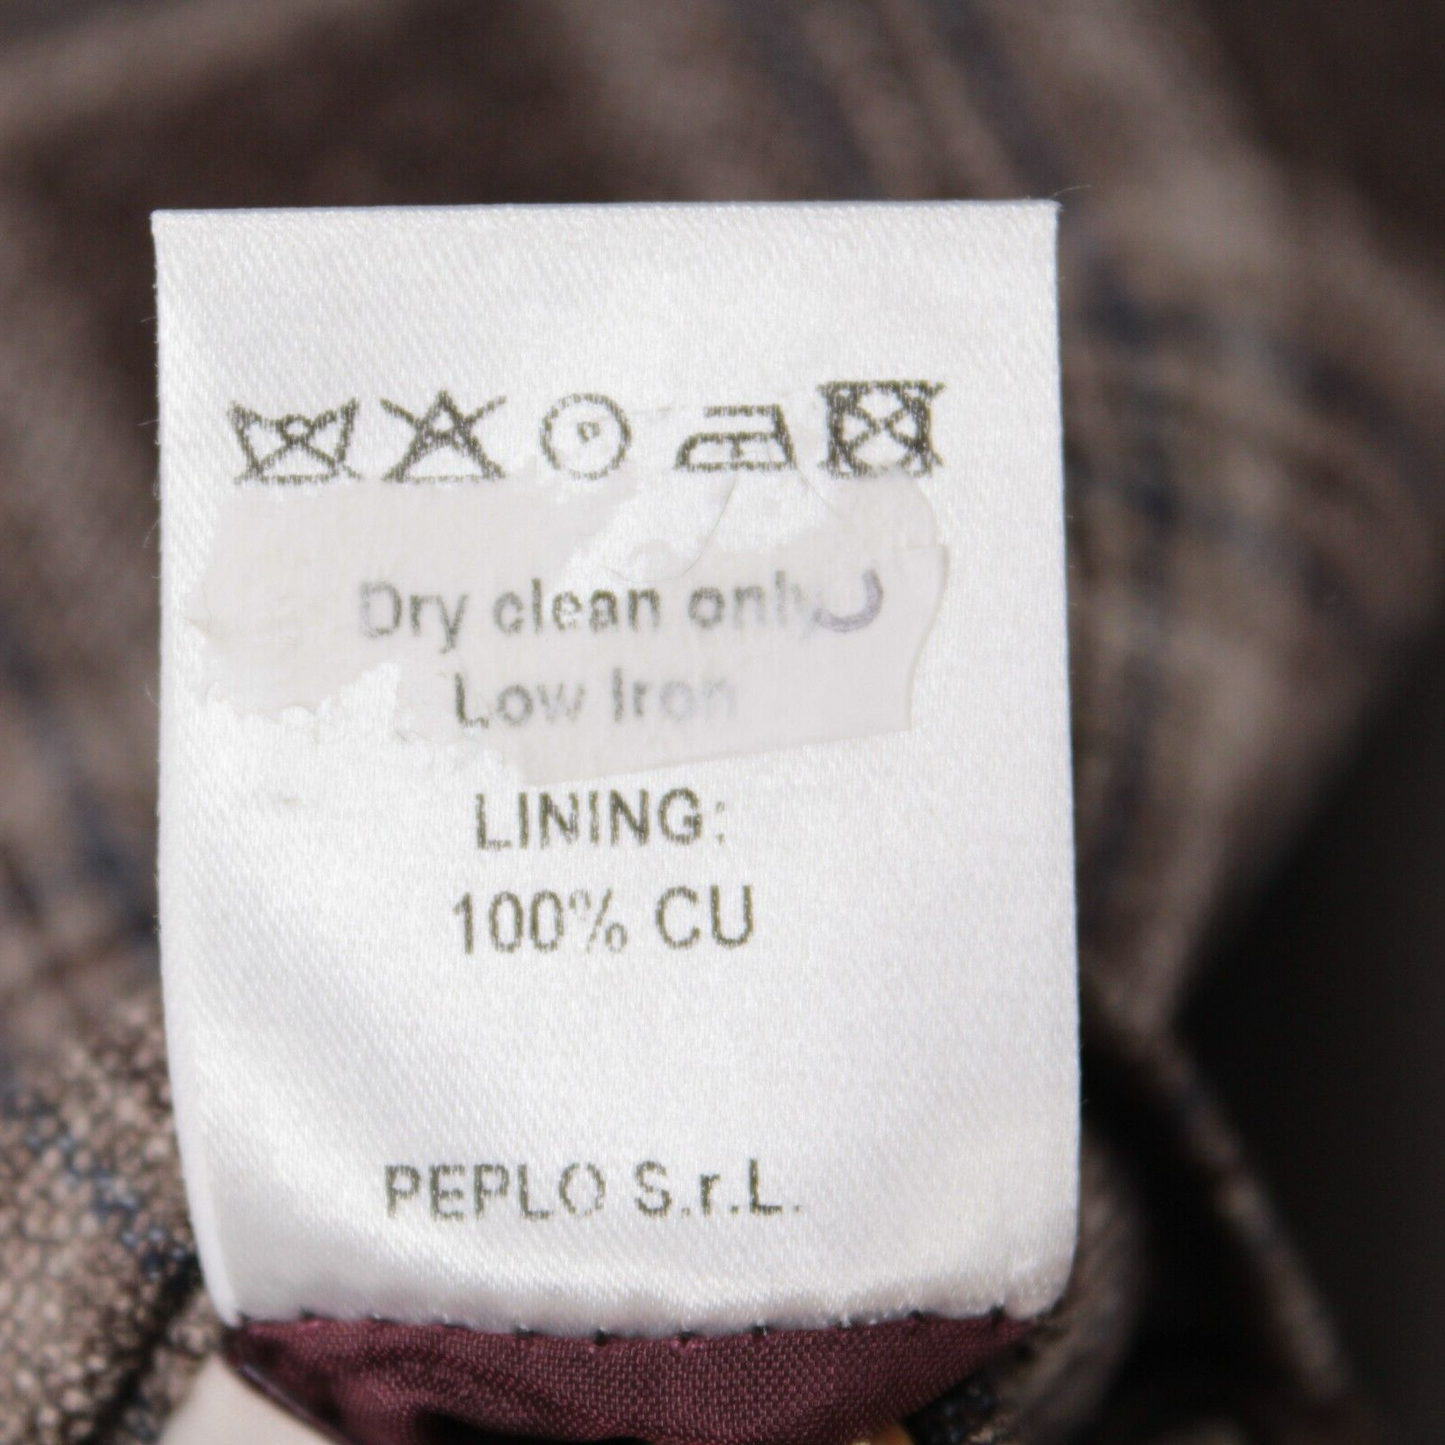 Dry clean only
Low Iron
LINING:
100% CU
PEPLO S.r.L.